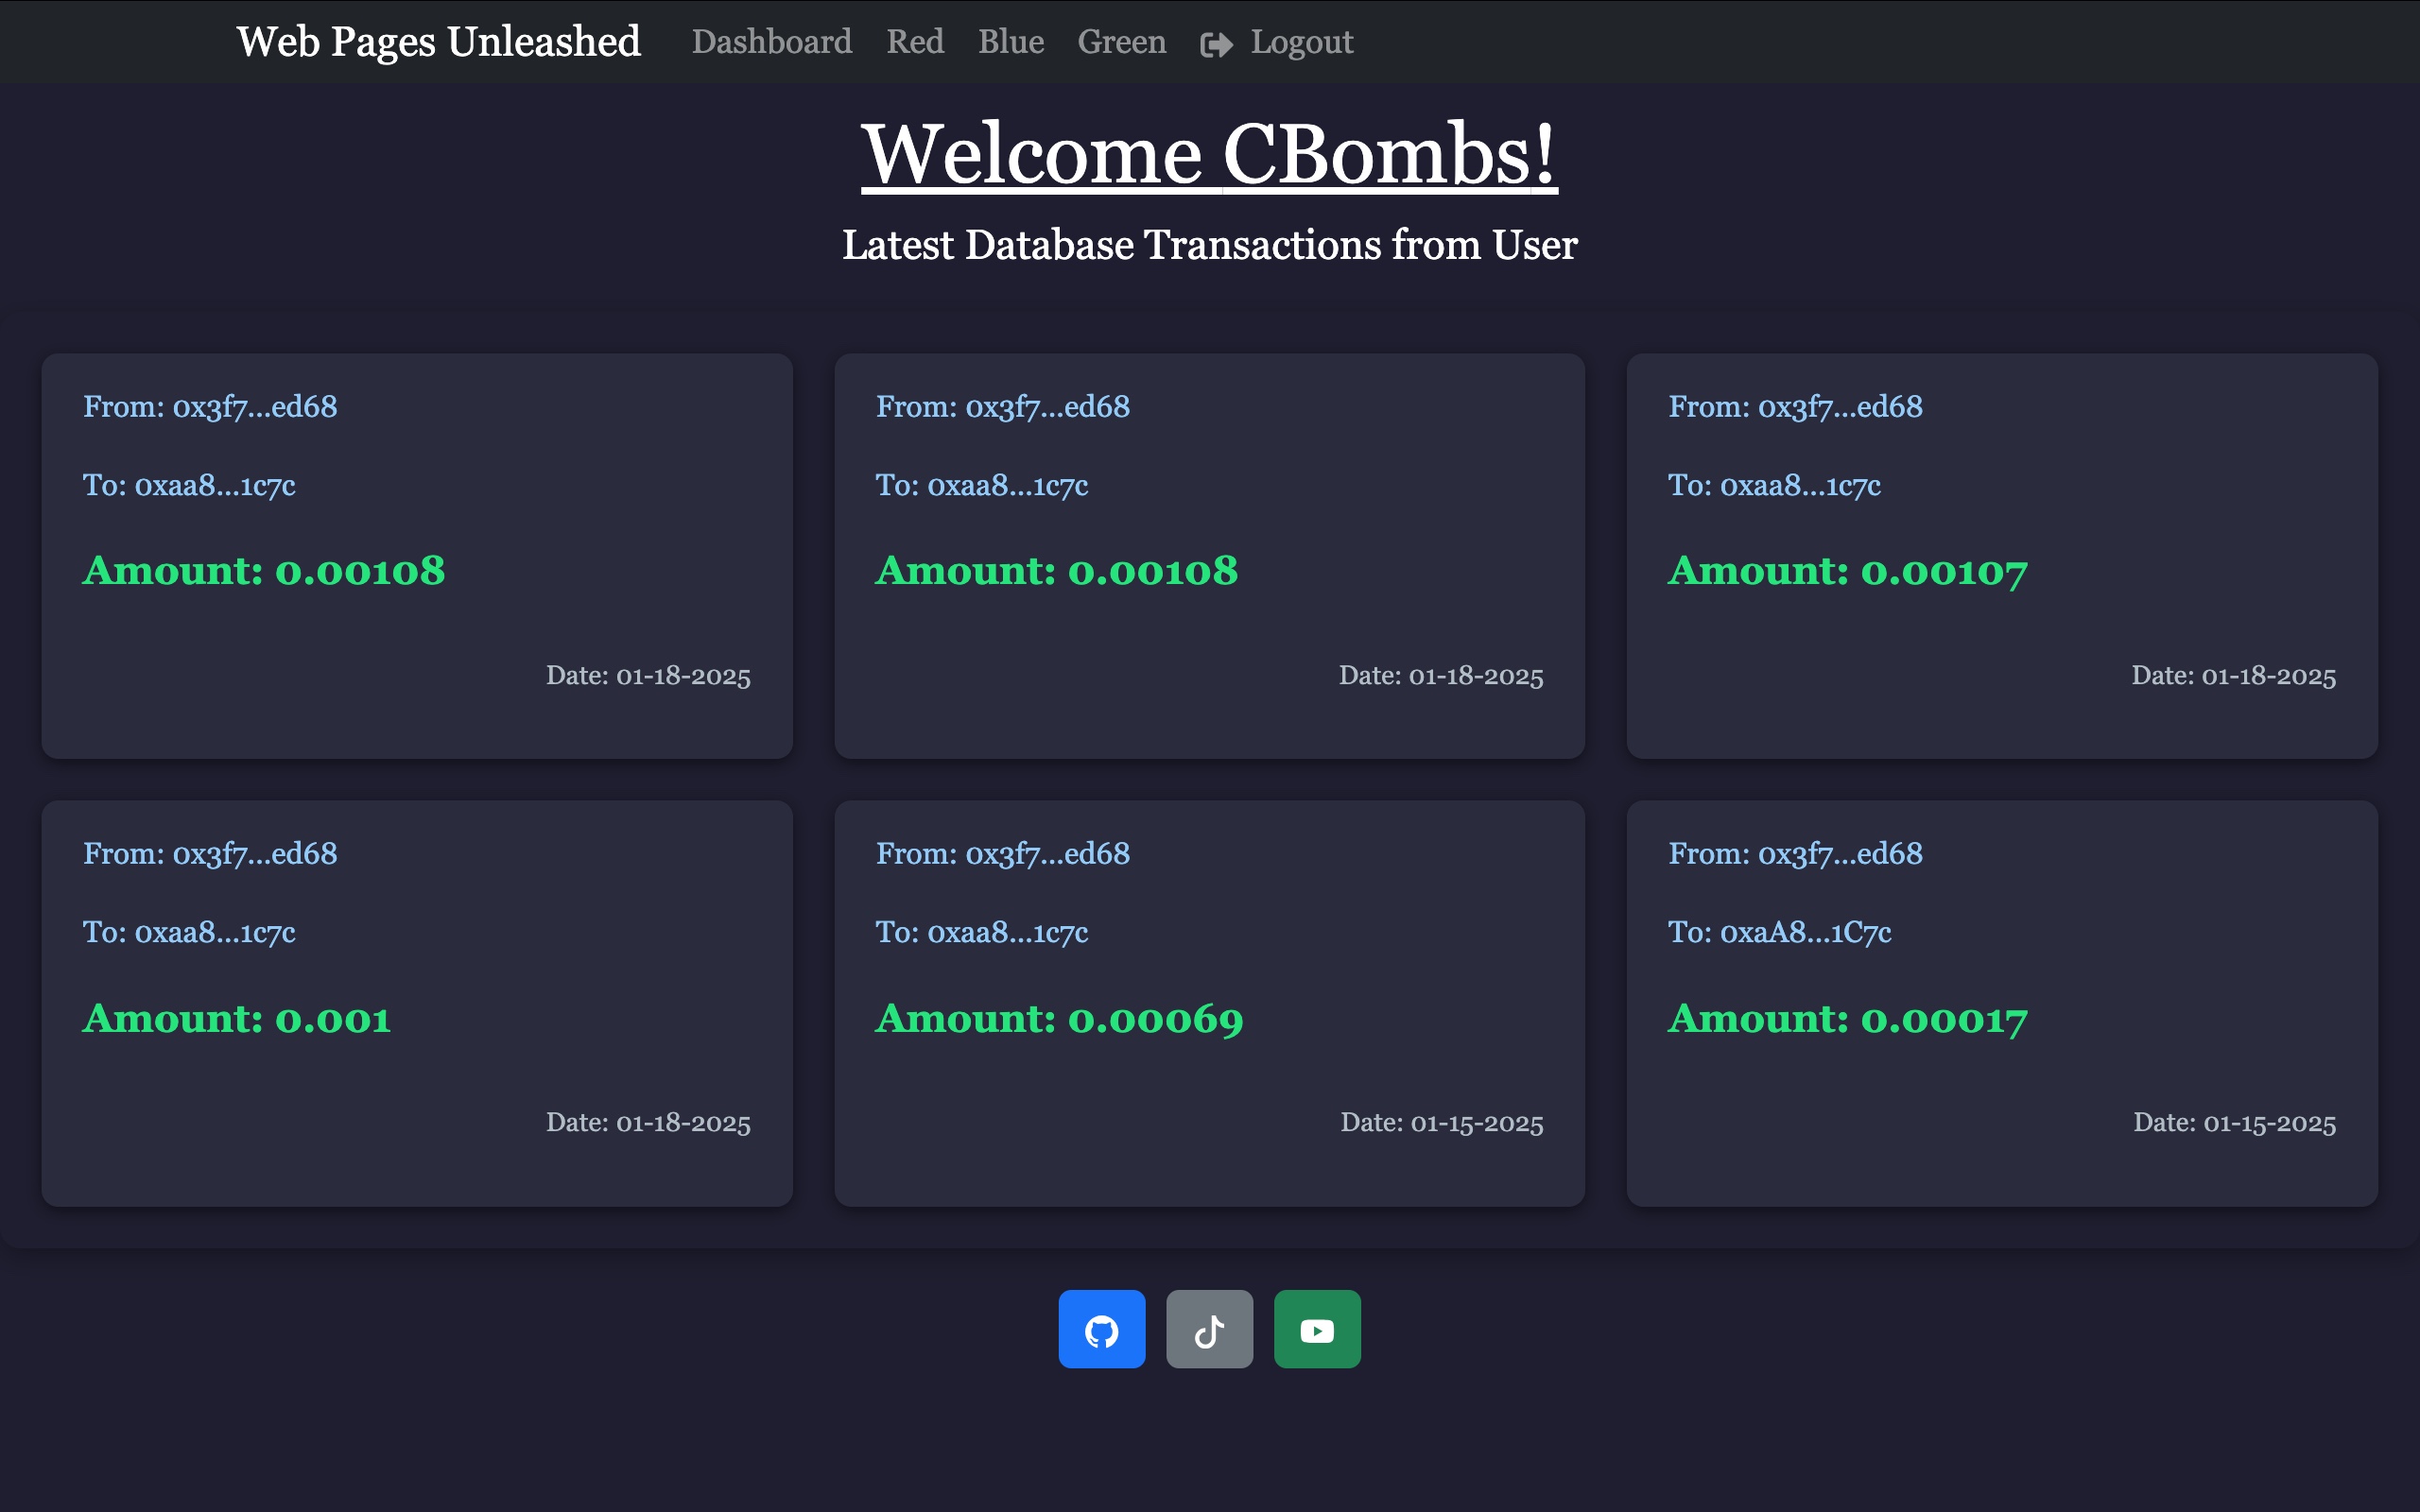 Web Pages Unleashed Dashboard Red Blue Green Logout
Welcome CBombs!
Latest Database Transactions from User
From: 0x3f7...ed68
To: 0xaa8...1c7c
Amount: 0.00108
Date: 01-18-2025
From: 0x3f7...ed68
To: 0xaa8...1c7c
Amount: 0.00108
Date: 01-18-2025
From: 0x3f7...ed68
To: 0xaa8...1c7c
Amount: 0.00107
Date: 01-18-2025
From: 0x3f7...ed68
To: 0xaa8...1c7c
Amount: 0.001
Date: 01-18-2025
From: 0x3f7...ed68
To: 0xaa8...1c7c
Amount: 0.00069
Date: 01-15-2025
From: 0x3f7...ed68
To: 0xaA8...1C7c
Amount: 0.00017
Date: 01-15-2025